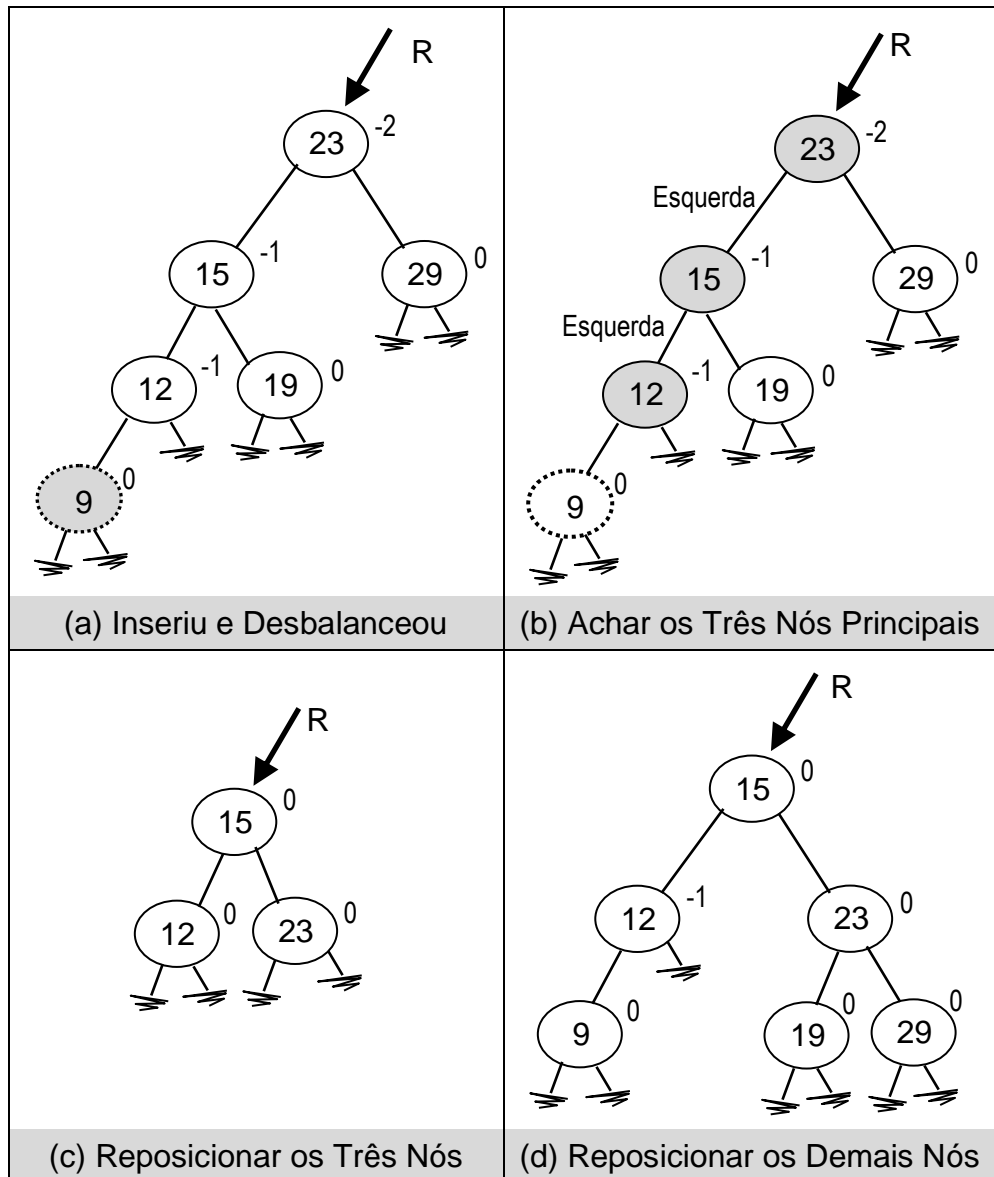 R
23 -2
15 -1
29 0
12 -1
19 0
9 0
(a) Inseriu e Desbalanceou
R
23 -2
Esquerda
15 -1
29 0
Esquerda
12 -1
19 0
9 0
(b) Achar os Três Nós Principais
R
15 0
12 0
23 0
(c) Reposicionar os Três Nós
R
15 0
12 -1
23 0
9 0
19 0
29 0
(d) Reposicionar os Demais Nós